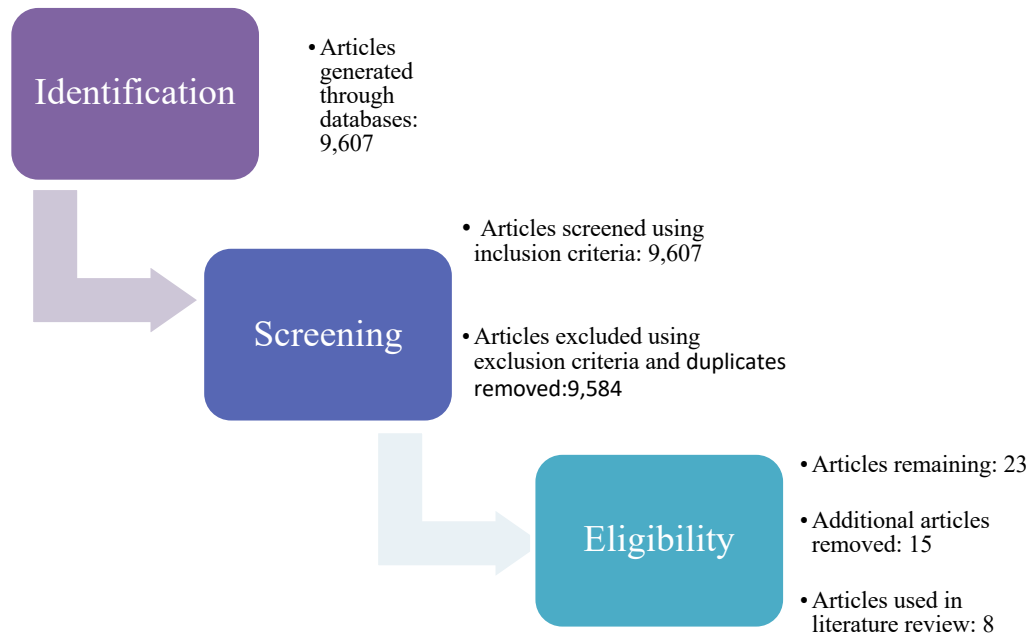 Identification
• Articles
generated
through
databases:
9,607
Screening
• Articles screened using
inclusion criteria: 9,607
• Articles excluded using
exclusion criteria and duplicates
removed:9,584
Eligibility
• Articles remaining: 23
• Additional articles
removed: 15
• Articles used in
literature review: 8